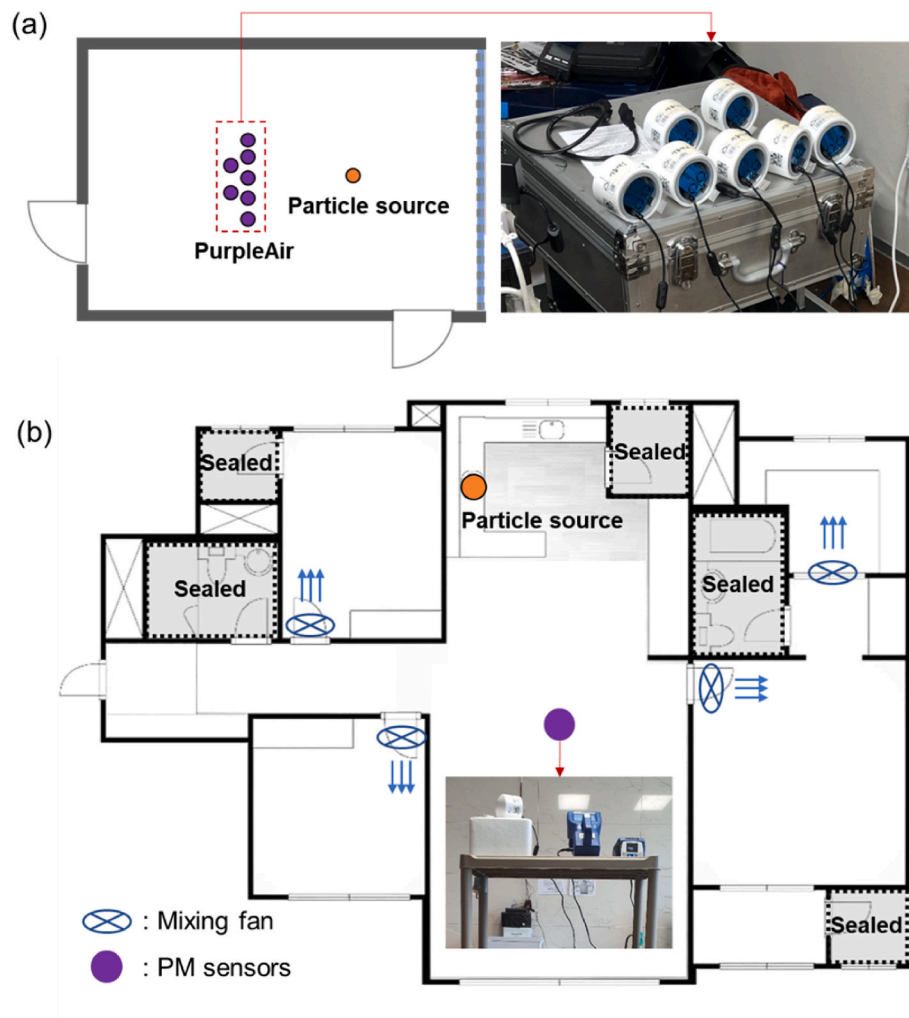 (a)
Particle source
PurpleAir
(b)
Sealed
Sealed
Particle source
Sealed
Sealed
Sealed
: Mixing fan
: PM sensors